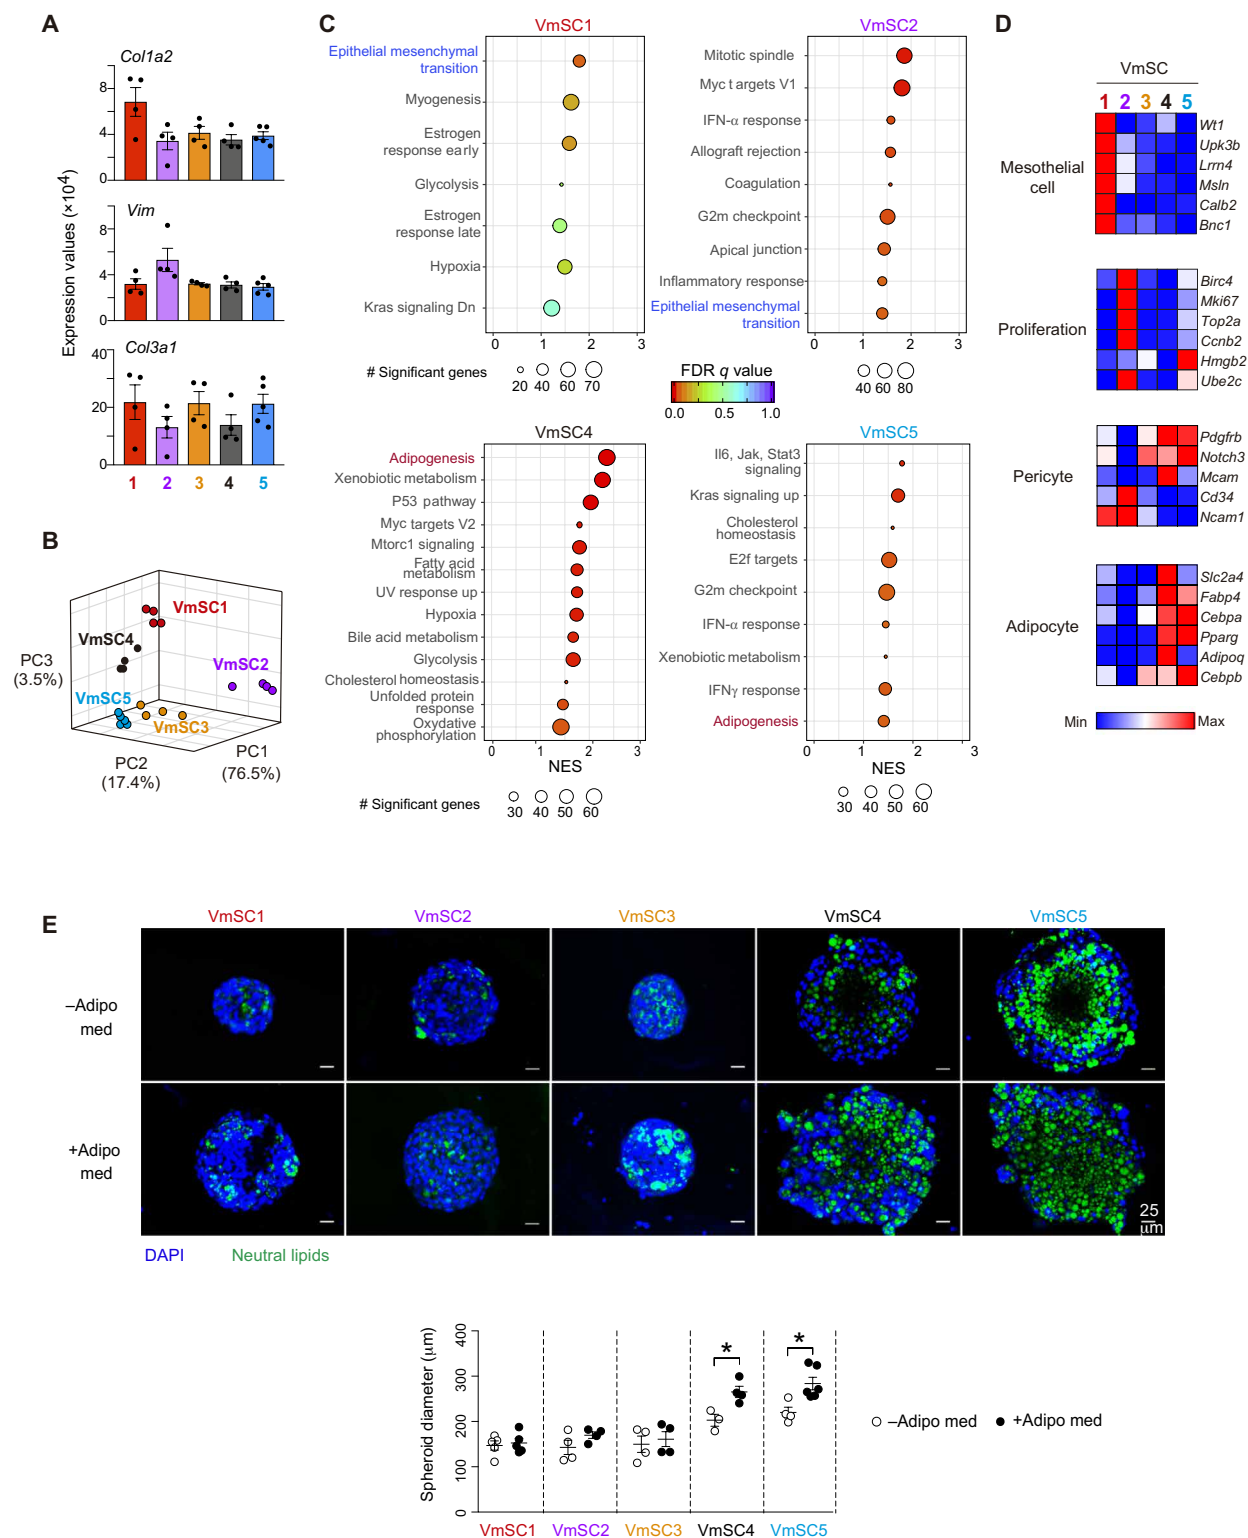 A
Col1a2
8
4
0
Vim
8
4
0
Col3a1
40
20
0
Expression values (×10⁴)
1 2 3 4 5
B
VmSC1
VmSC4
VmSC2
VmSC5
VmSC3
PC3
(3.5%)
PC2
(17.4%)
PC1
(76.5%)
C
VmSC1
Epithelial mesenchymal
transition
Myogenesis
Estrogen
response early
Glycolysis
Estrogen
response late
Hypoxia
Kras signaling Dn
0 1 2 3
# Significant genes
20 40 60 70
VmSC2
Mitotic spindle
Myc t argets V1
IFN-α response
Allograft rejection
Coagulation
G2m checkpoint
Apical junction
Inflammatory response
Epithelial mesenchymal
transition
0 1 2 3
40 60 80
FDR q value
0.0 0.5 1.0
VmSC4
Adipogenesis
Xenobiotic metabolism
P53 pathway
Myc targets V2
Mtorc1 signaling
Fatty acid
metabolism
UV response up
Hypoxia
Bile acid metabolism
Glycolysis
Cholesterol homeostasis
Unfolded protein
response
Oxydative
phosphorylation
0 1 2 3
NES
# Significant genes
30 40 50 60
VmSC5
Il6, Jak, Stat3
signaling
Kras signaling up
Cholesterol
homeostasis
E2f targets
G2m checkpoint
IFN-α response
Xenobiotic metabolism
IFNγ response
Adipogenesis
0 1 2 3
NES
30 40 50 60
D
VmSC
1 2 3 4 5
Mesothelial
cell
Wt1
Upk3b
Lrrn4
Msln
Calb2
Bnc1
Proliferation
Birc4
Mki67
Top2a
Ccnb2
Hmgb2
Ube2c
Pericyte
Pdgfrb
Notch3
Mcam
Cd34
Ncam1
Adipocyte
Slc2a4
Fabp4
Cebpa
Pparg
Adipoq
Cebpb
Min Max
E
VmSC1 VmSC2 VmSC3 VmSC4 VmSC5
–Adipo
med
+Adipo
med
25
μm
DAPI Neutral lipids
Spheroid diameter (μm)
400
300
200
100
0
* *
–Adipo med +Adipo med
VmSC1 VmSC2 VmSC3 VmSC4 VmSC5